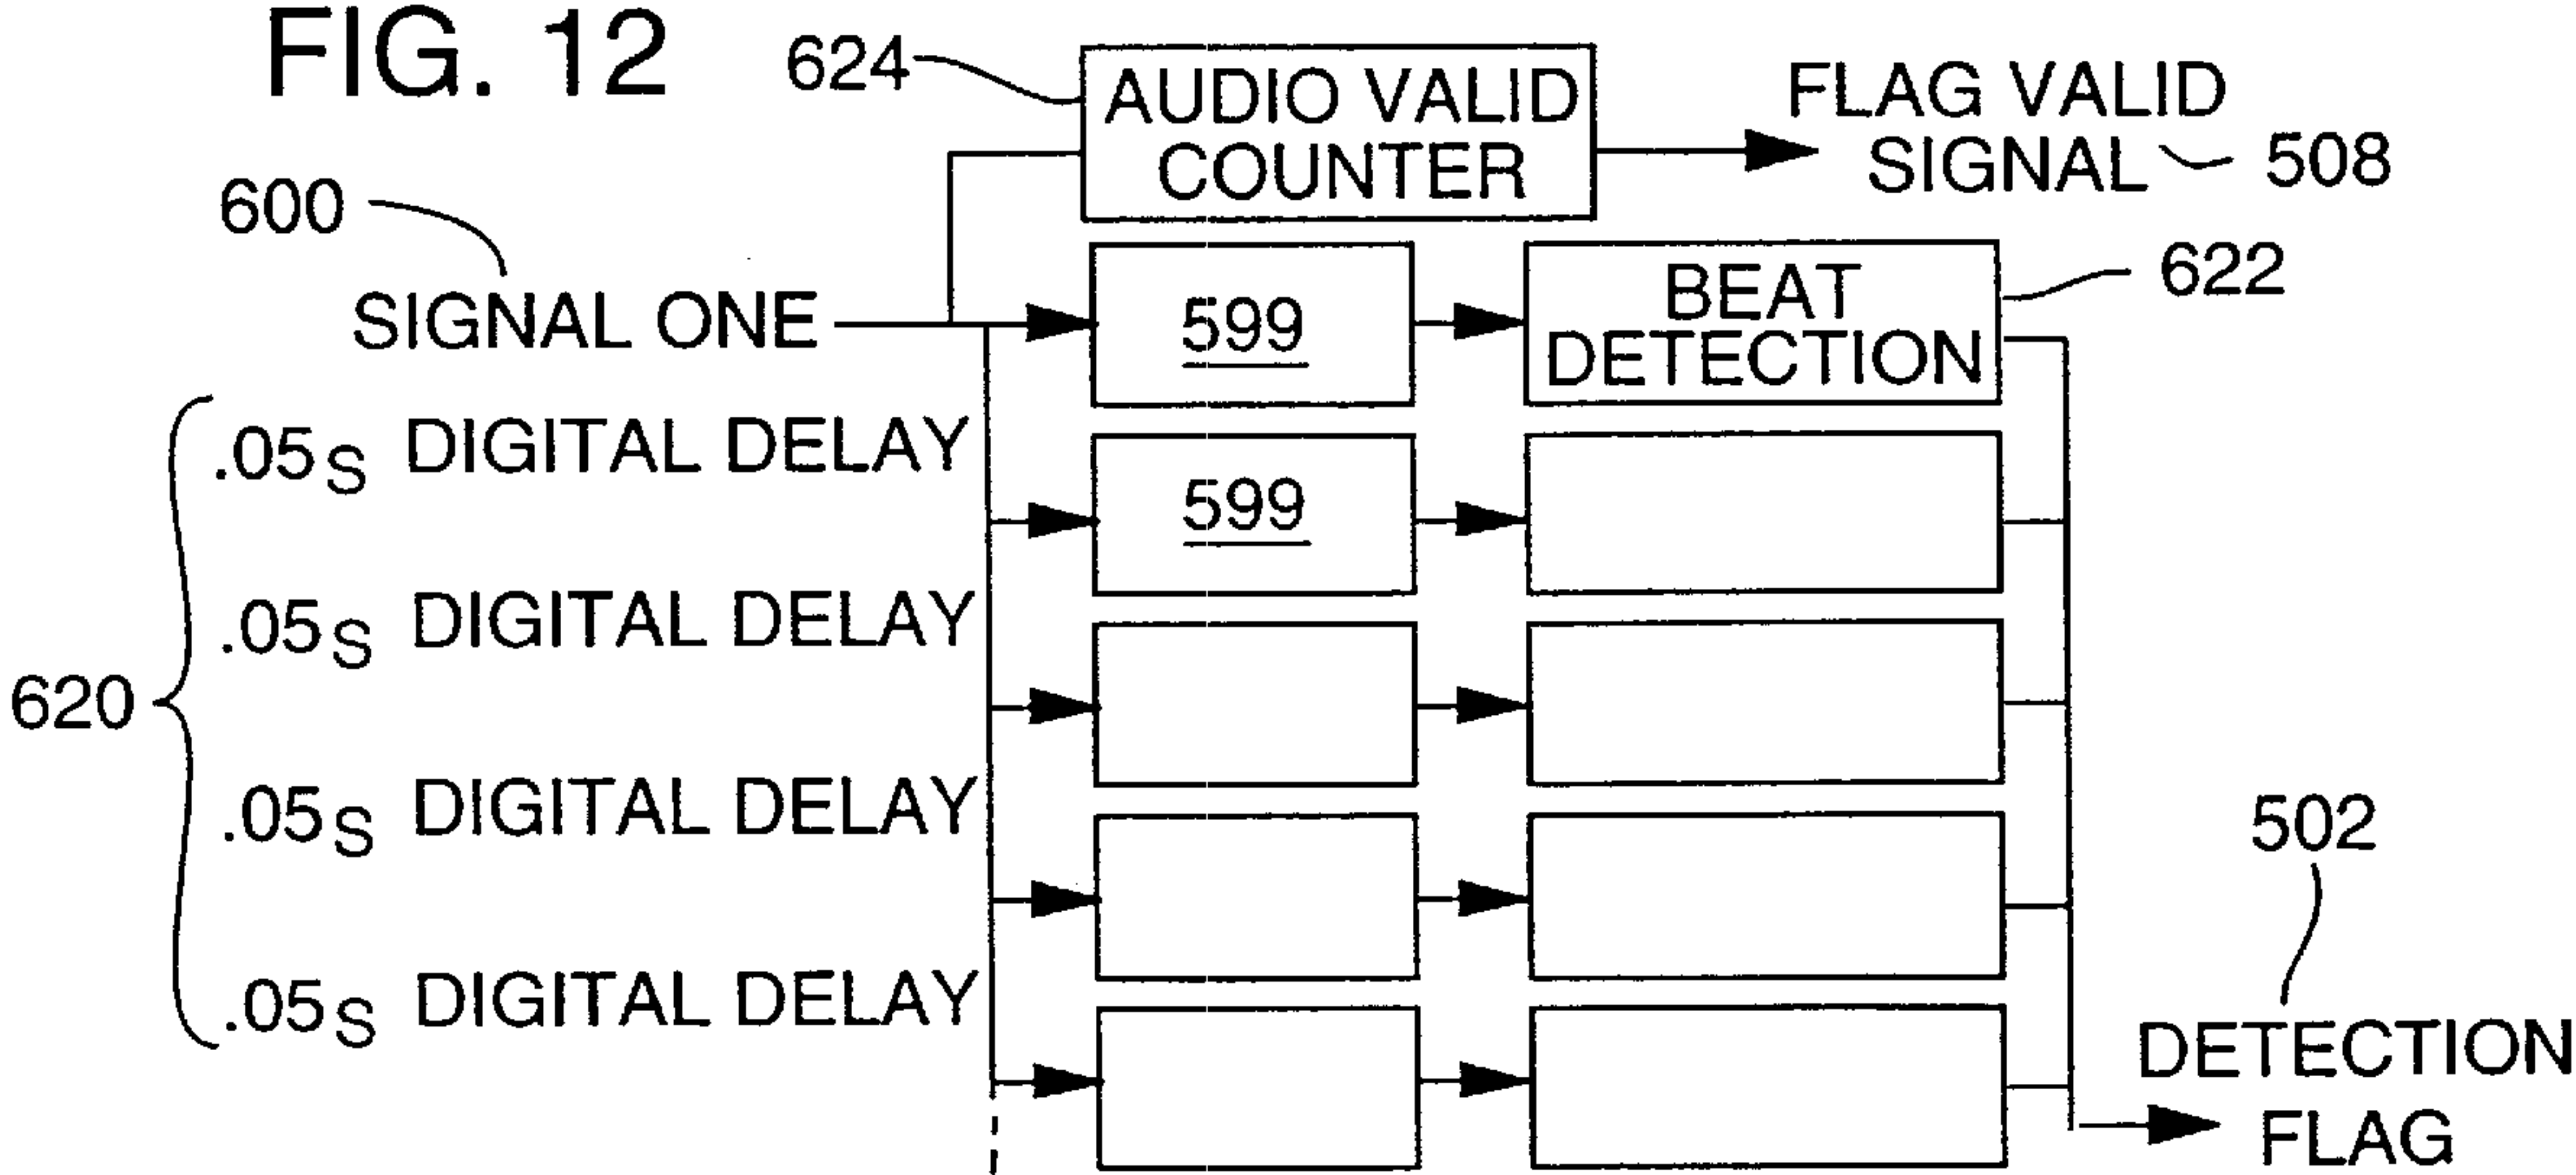 FIG. 12
624
AUDIO VALID
COUNTER
FLAG VALID
SIGNAL
508
600
SIGNAL ONE
599
BEAT
DETECTION
622
.05s DIGITAL DELAY
599
.05s DIGITAL DELAY
620
.05s DIGITAL DELAY
502
.05s DIGITAL DELAY
DETECTION
FLAG